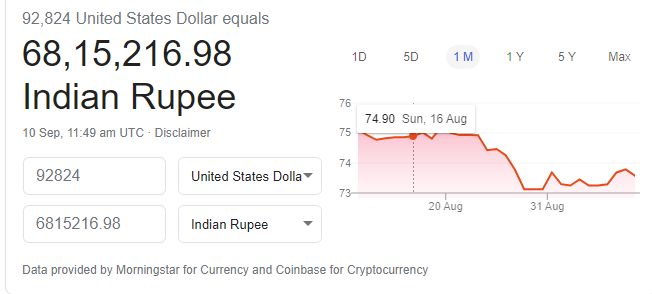 92,824 United States Dollar equals
68,15,216.98
Indian Rupee
10 Sep, 11:49 am UTC · Disclaimer
92824 United States Dolla
6815216.98 Indian Rupee
1D 5D 1 M 1 Y 5 Y Max
76
74.90 Sun, 16 Aug
75
74
73
20 Aug 31 Aug
Data provided by Morningstar for Currency and Coinbase for Cryptocurrency